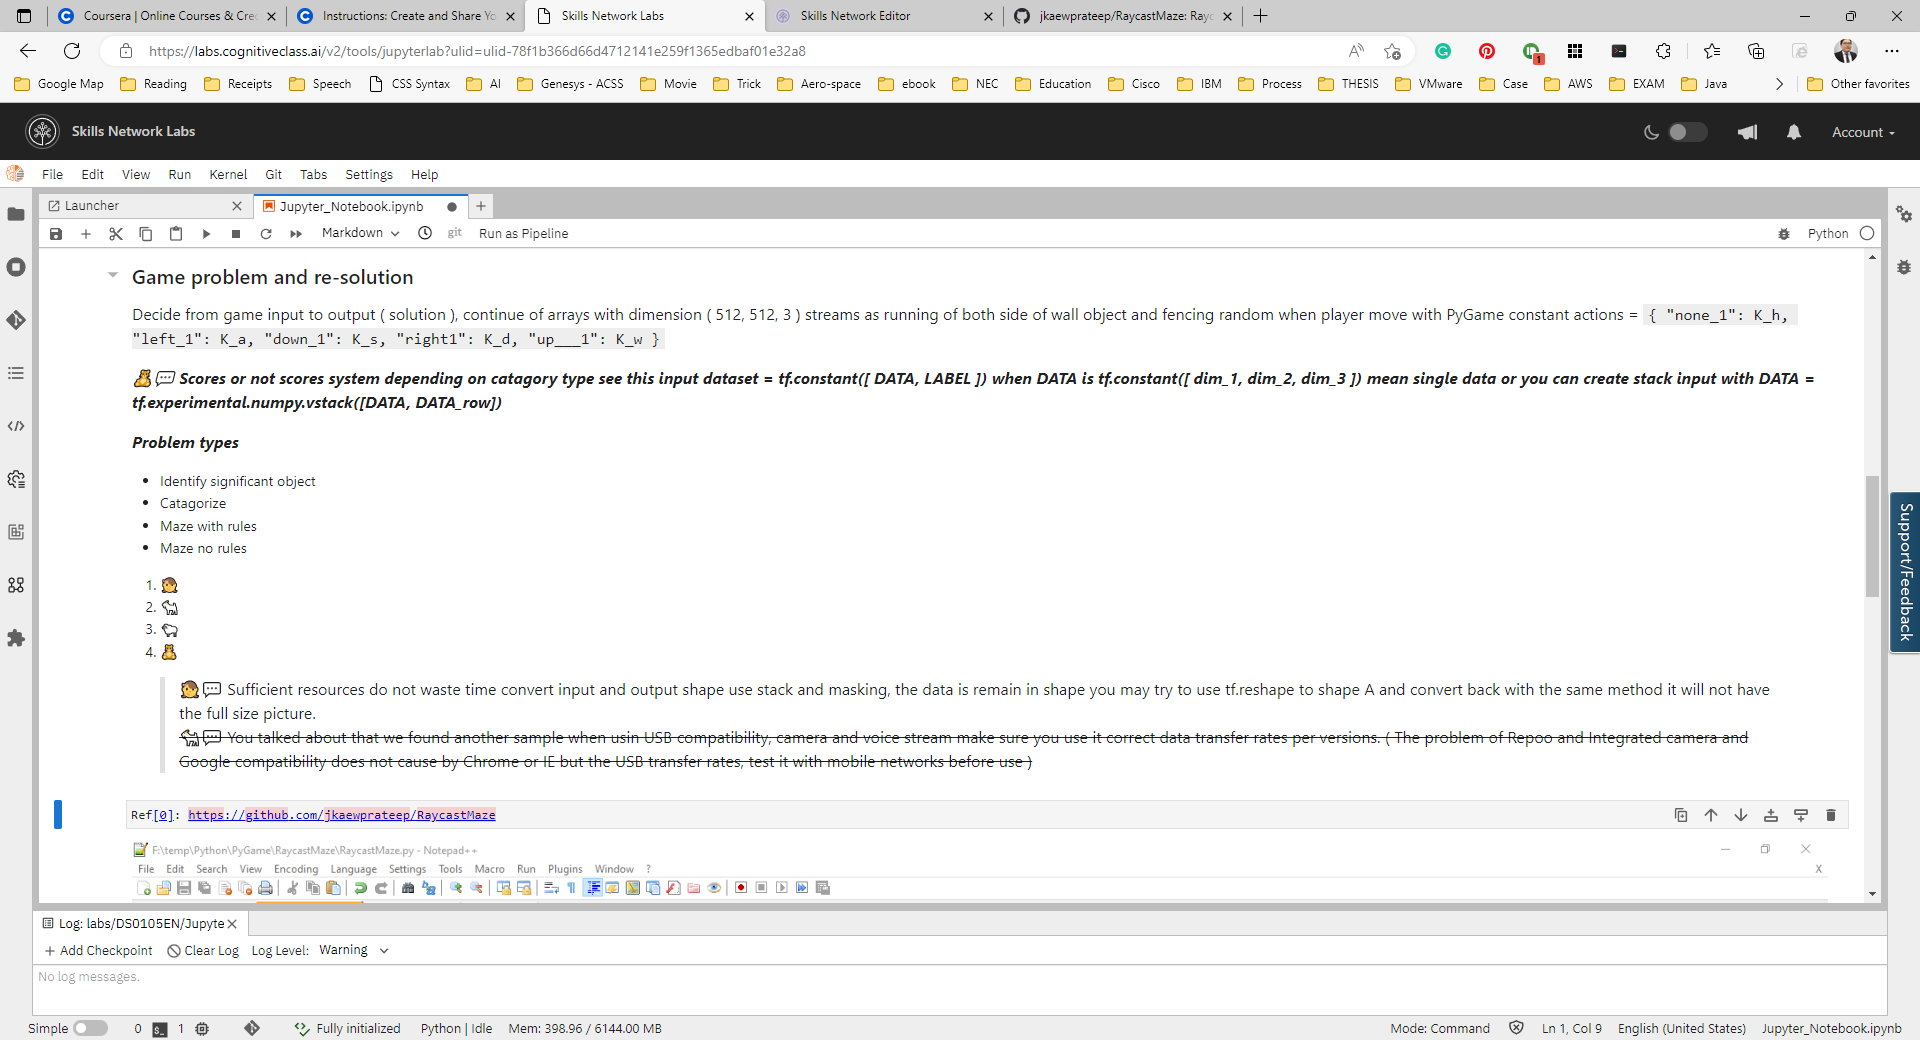 Coursera | Online Courses & Cre
Instructions: Create and Share Yo
Skills Network Labs
Skills Network Editor
jkaewprateep/RaycastMaze: Rayc
https://labs.cognitiveclass.ai/v2/tools/jupyterlab?ulid=ulid-78f1b366d66d4712141e259f1365edbaf01e32a8
1
Google Map
Reading
Receipts
Speech
CSS Syntax
AI
Genesys - ACSS
Movie
Trick
Aero-space
ebook
NEC
Education
Cisco
IBM
Process
THESIS
VMware
Case
AWS
EXAM
Java
Other favorites
Skills Network Labs
Account
File Edit View Run Kernel Git Tabs Settings Help
Launcher
Jupyter_Notebook.ipynb
Markdown
git
Run as Pipeline
Python
Game problem and re-solution
Decide from game input to output ( solution ), continue of arrays with dimension ( 512, 512, 3 ) streams as running of both side of wall object and fencing random when player move with PyGame constant actions = { "none_1": K_h,
"left_1": K_a, "down_1": K_s, "right1": K_d, "up___1": K_w }
🧸💬 Scores or not scores system depending on catagory type see this input dataset = tf.constant([ DATA, LABEL ]) when DATA is tf.constant([ dim_1, dim_2, dim_3 ]) mean single data or you can create stack input with DATA =
tf.experimental.numpy.vstack([DATA, DATA_row])
Problem types
• Identify significant object
• Catagorize
• Maze with rules
• Maze no rules
1. 👧
2. 🐐
3. 🐑
4. 🧸
👧💬 Sufficient resources do not waste time convert input and output shape use stack and masking, the data is remain in shape you may try to use tf.reshape to shape A and convert back with the same method it will not have
the full size picture.
🐐💬 You talked about that we found another sample when usin USB compatibility, camera and voice stream make sure you use it correct data transfer rates per versions. ( The problem of Repoo and Integrated camera and
Google compatibility does not cause by Chrome or IE but the USB transfer rates, test it with mobile networks before use )
Ref[0]: https://github.com/jkaewprateep/RaycastMaze
F:\temp\Python\PyGame\RaycastMaze\RaycastMaze.py - Notepad++
File Edit Search View Encoding Language Settings Tools Macro Run Plugins Window ?
X
Support/Feedback
Log: labs/DS0105EN/Jupyte
Add Checkpoint
Clear Log
Log Level:
Warning
No log messages.
Simple
0
1
Fully initialized
Python | Idle
Mem: 398.96 / 6144.00 MB
Mode: Command
Ln 1, Col 9
English (United States)
Jupyter_Notebook.ipynb